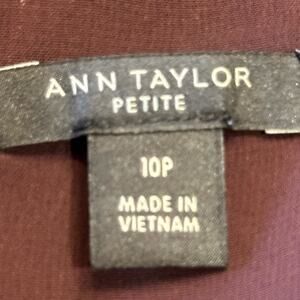 ANN TAYLOR
PETITE
10P
MADE IN
VIETNAM